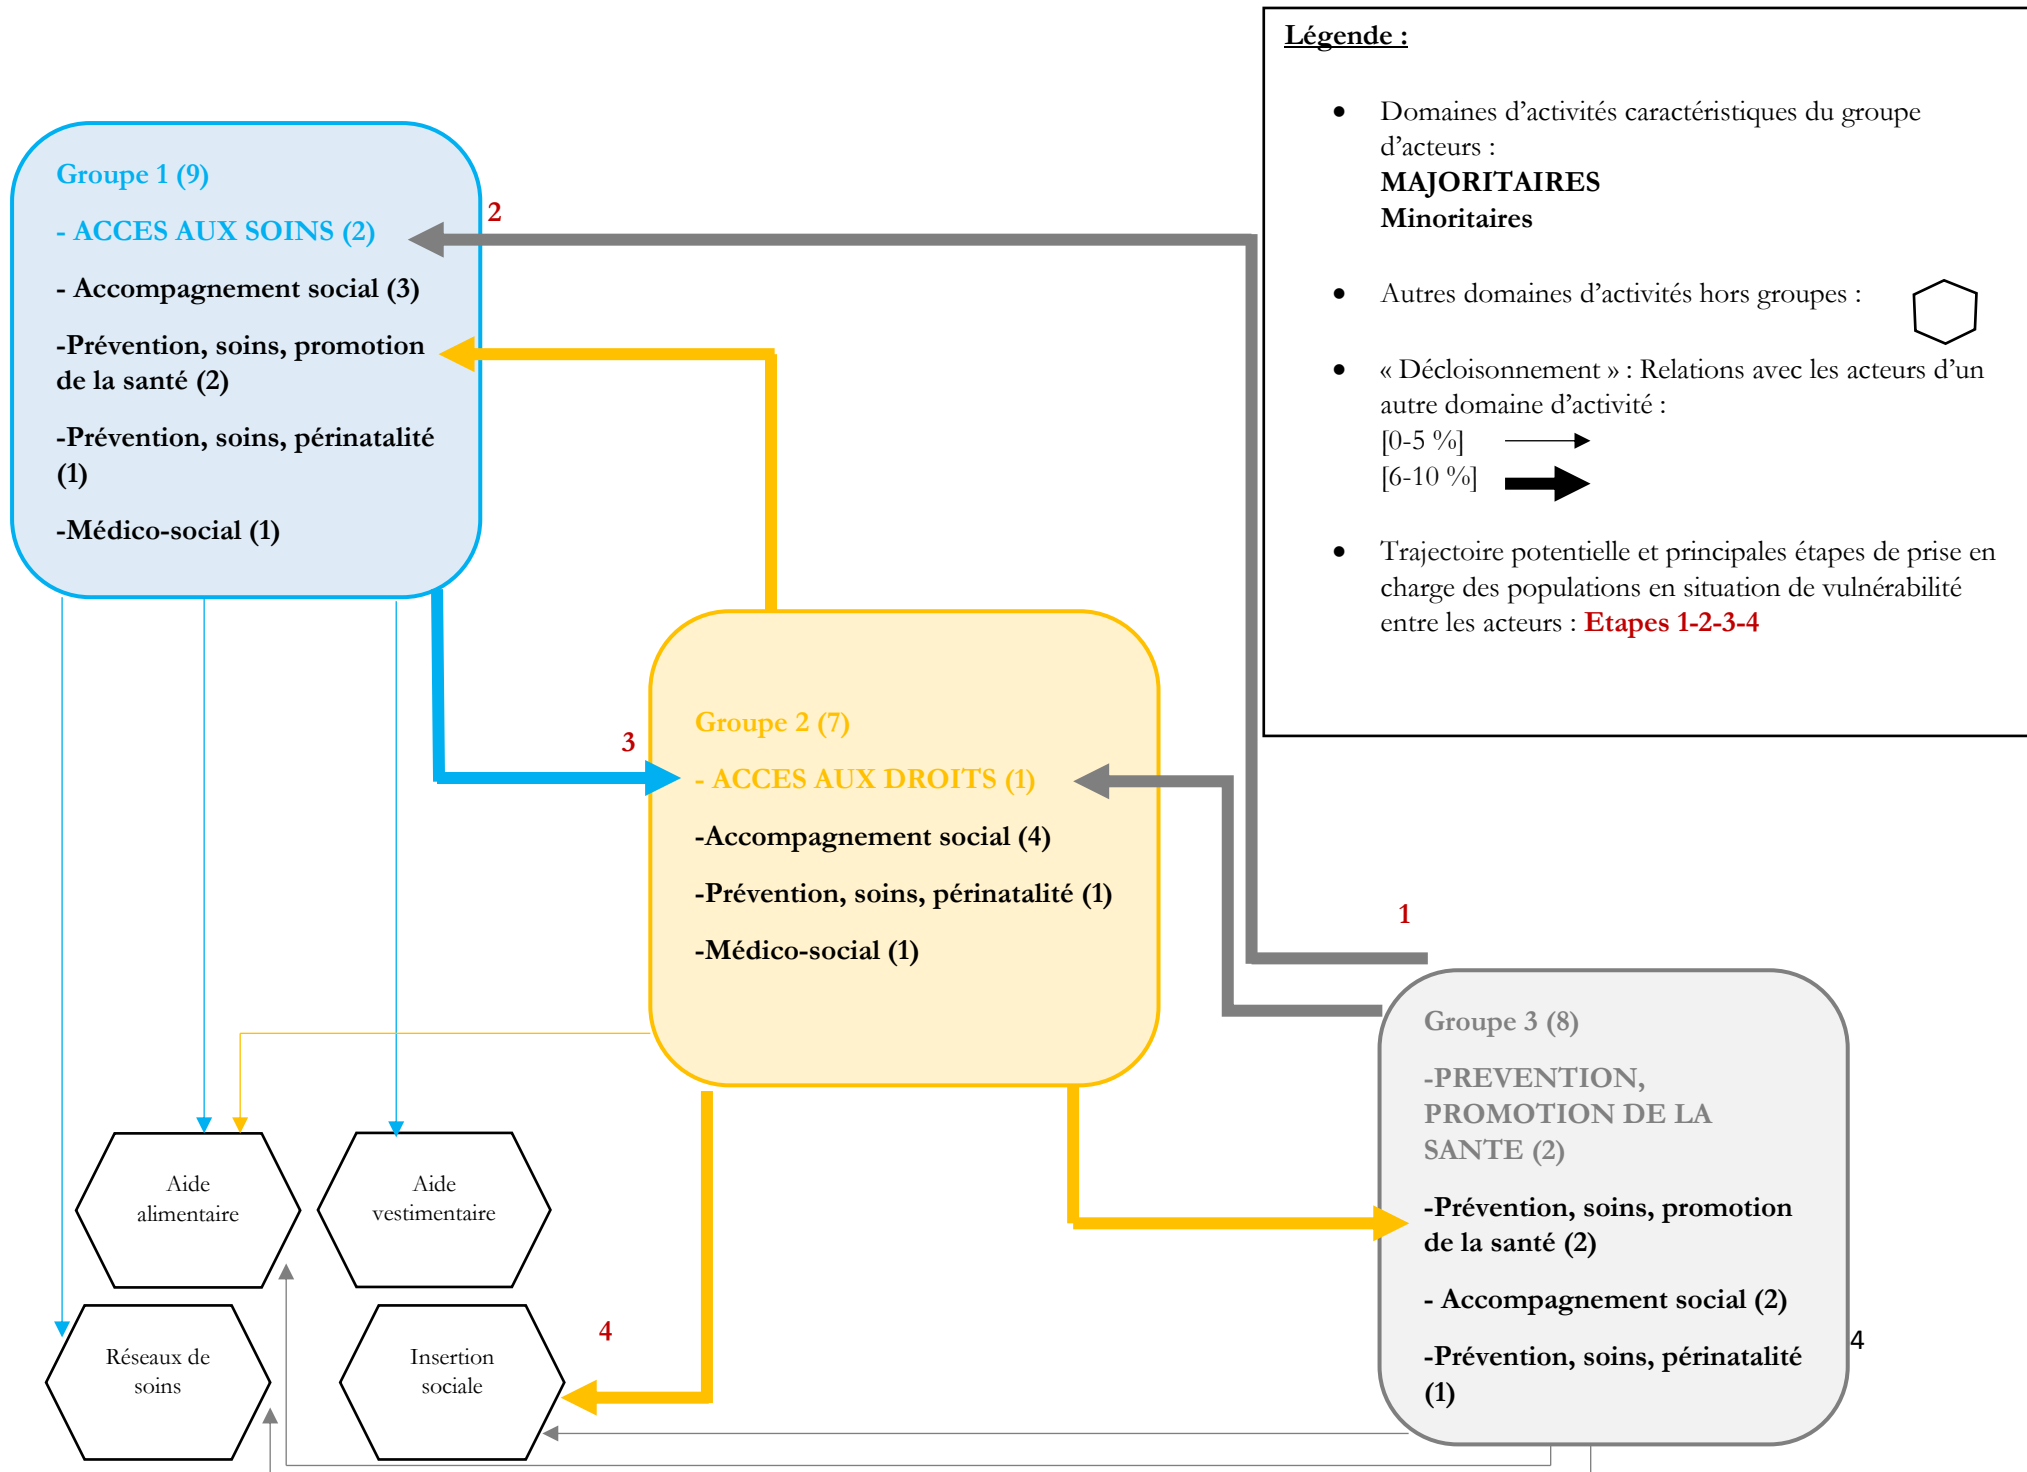 Légende :
• Domaines d'activités caractéristiques du groupe
d'acteurs :
MAJORITAIRES
Minoritaires
• Autres domaines d'activités hors groupes :
• « Décloisonnement » : Relations avec les acteurs d'un
autre domaine d'activité :
[0-5 %]
[6-10 %]
• Trajectoire potentielle et principales étapes de prise en
charge des populations en situation de vulnérabilité
entre les acteurs : Etapes 1-2-3-4
Groupe 1 (9)
- ACCES AUX SOINS (2)
- Accompagnement social (3)
-Prévention, soins, promotion
de la santé (2)
-Prévention, soins, périnatalité
(1)
-Médico-social (1)
2
3
Groupe 2 (7)
- ACCES AUX DROITS (1)
-Accompagnement social (4)
-Prévention, soins, périnatalité (1)
-Médico-social (1)
1
Groupe 3 (8)
-PREVENTION,
PROMOTION DE LA
SANTE (2)
-Prévention, soins, promotion
de la santé (2)
- Accompagnement social (2)
-Prévention, soins, périnatalité
(1)
4
Aide
alimentaire
Aide
vestimentaire
Réseaux de
soins
Insertion
sociale
4